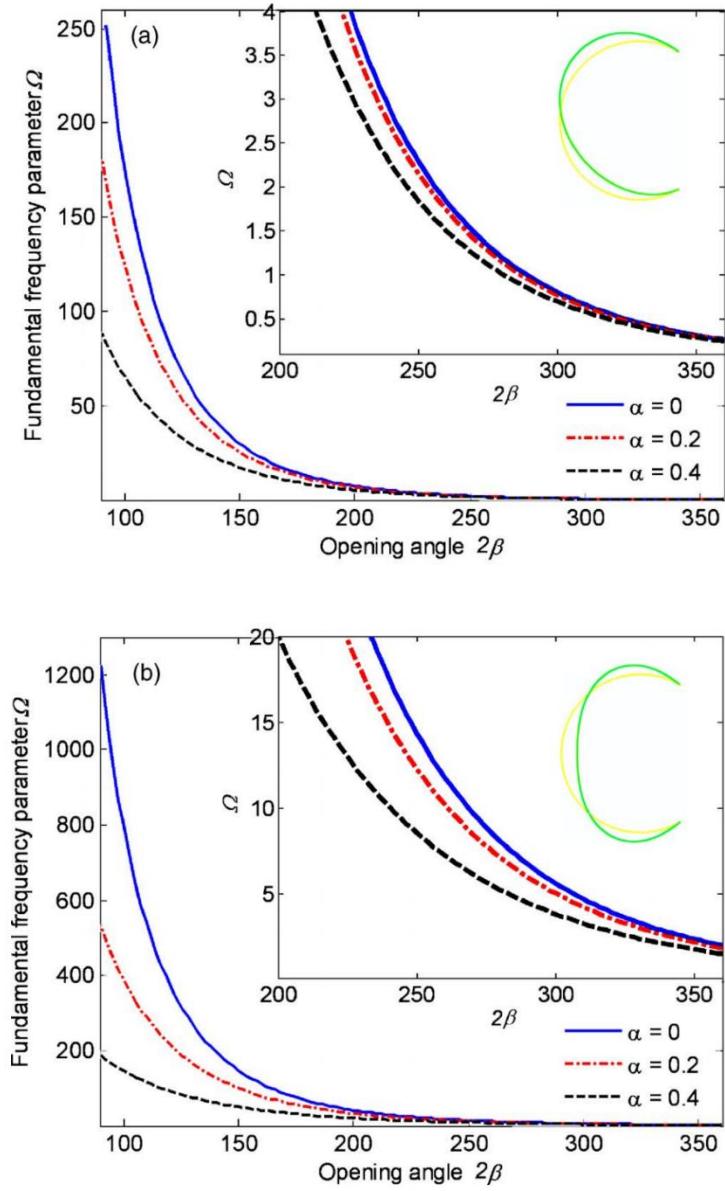 (a)
Fundamental frequency parameter Ω
250
200
150
100
50
100 150 200 250 300 350
Opening angle 2β
Ω
4
3.5
3
2.5
2
1.5
1
0.5
200 250 300 350
2β
α = 0
α = 0.2
α = 0.4
(b)
Fundamental frequency parameter Ω
1200
1000
800
600
400
200
100 150 200 250 300 350
Opening angle 2β
Ω
20
15
10
5
200 250 300 350
2β
α = 0
α = 0.2
α = 0.4